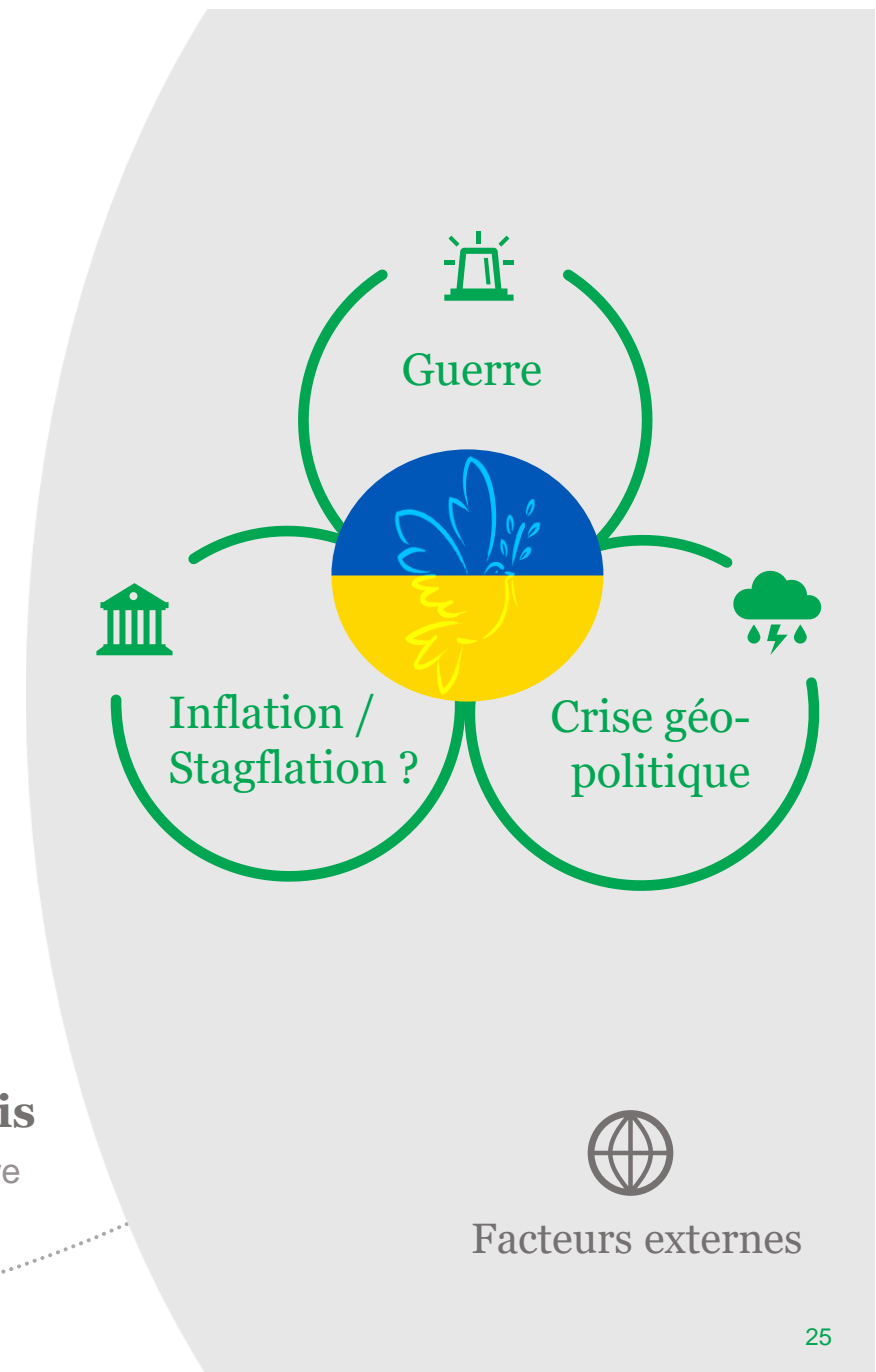 Guerre
Inflation /
Stagflation ?
Crise géo-
politique
Facteurs externes
25